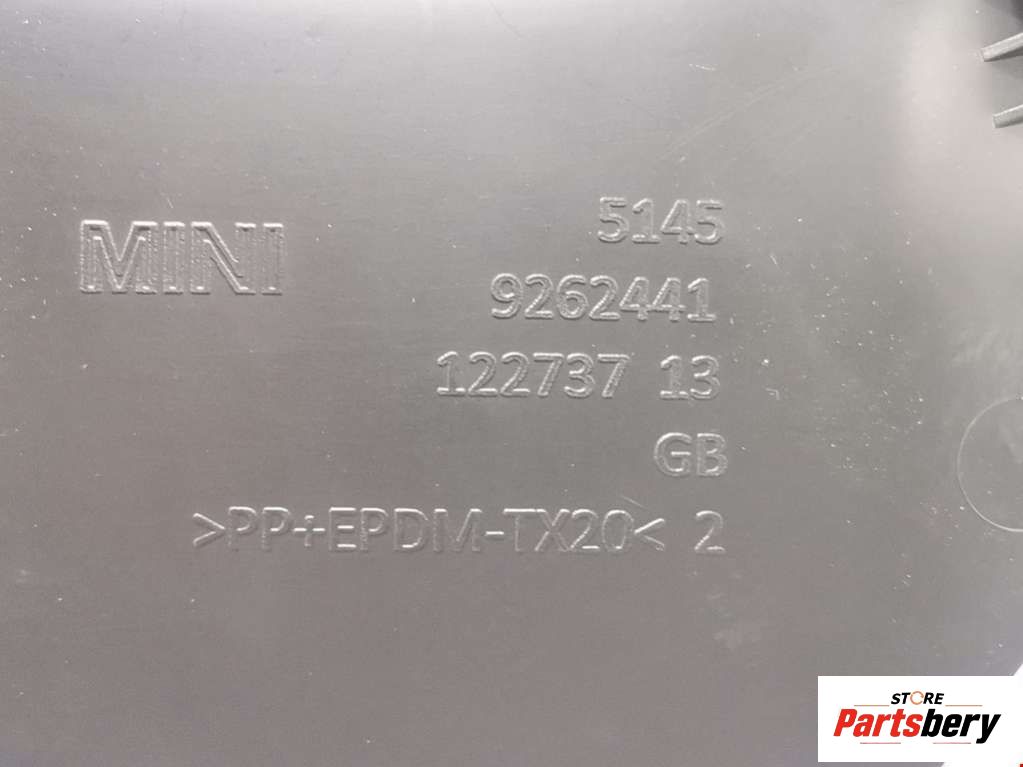 MINI
5145
9262441
122737 13
GB
>PP+EPDM-TX20< 2
STORE
Partsbery